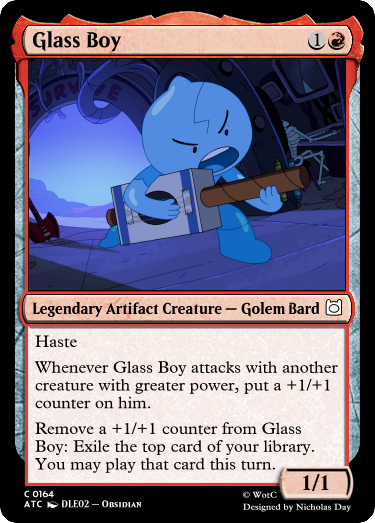 Glass Boy
1
SURVIVE
Legendary Artifact Creature — Golem Bard
Haste
Whenever Glass Boy attacks with another
creature with greater power, put a +1/+1
counter on him.
Remove a +1/+1 counter from Glass
Boy: Exile the top card of your library.
You may play that card this turn.
1/1
C 0164
ATC DLE02 — Obsidian
© WotC
Designed by Nicholas Day